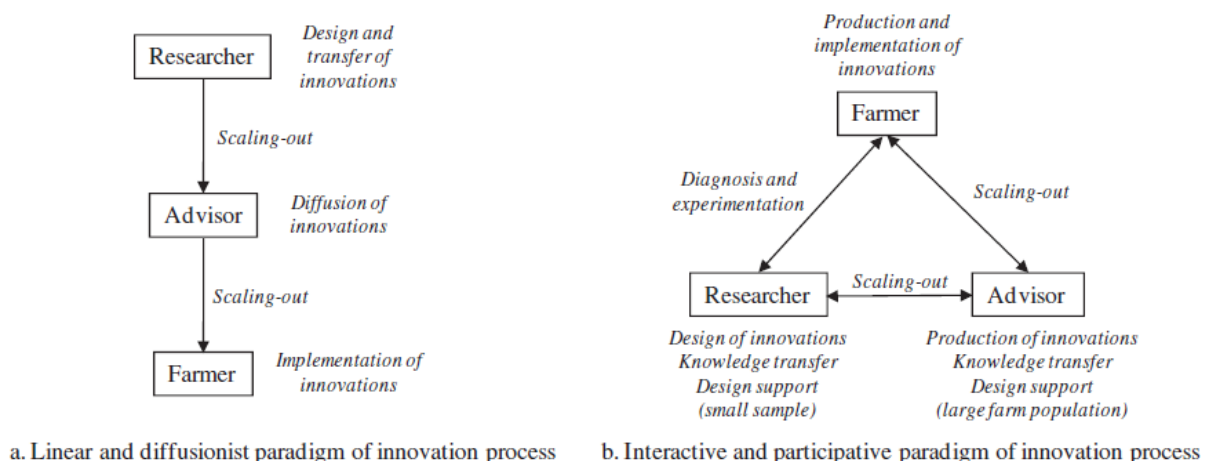 Researcher
Design and
transfer of
innovations
Scaling-out
Advisor
Diffusion of
innovations
Scaling-out
Farmer
Implementation of
innovations
a. Linear and diffusionist paradigm of innovation process
Production and
implementation of
innovations
Farmer
Diagnosis and
experimentation
Scaling-out
Researcher
Scaling-out
Advisor
Design of innovations
Knowledge transfer
Design support
(small sample)
Production of innovations
Knowledge transfer
Design support
(large farm population)
b. Interactive and participative paradigm of innovation process